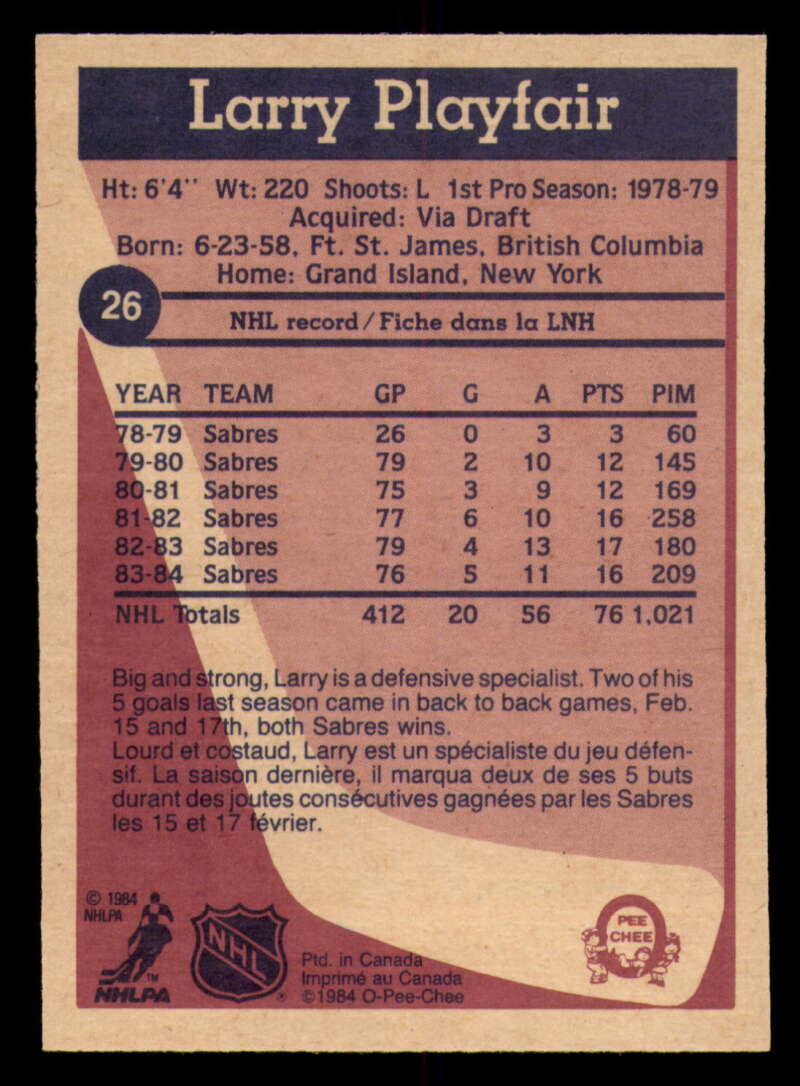 Larry Playfair
Ht: 6'4" Wt: 220 Shoots: L 1st Pro Season: 1978-79
Acquired: Via Draft
Born: 6-23-58, Ft. St. James, British Columbia
Home: Grand Island, New York
26
NHL record/Fiche dans la LNH
YEAR TEAM GP G A PTS PIM
78-79 Sabres 26 0 3 3 60
79-80 Sabres 79 2 10 12 145
80-81 Sabres 75 3 9 12 169
81-82 Sabres 77 6 10 16 258
82-83 Sabres 79 4 13 17 180
83-84 Sabres 76 5 11 16 209
NHL Totals 412 20 56 76 1,021
Big and strong, Larry is a defensive specialist. Two of his
5 goals last season came in back to back games, Feb.
15 and 17th, both Sabres wins.
Lourd et costaud, Larry est un spécialiste du jeu défen-
sif. La saison dernière, il marqua deux de ses 5 buts
durant des joutes consécutives gagnées par les Sabres
les 15 et 17 février.
© 1984
NHLPA
TM
NHLPA
NHL
®
Ptd. in Canada
Imprimé au Canada
©1984 O-Pee-Chee
PEE
CHEE